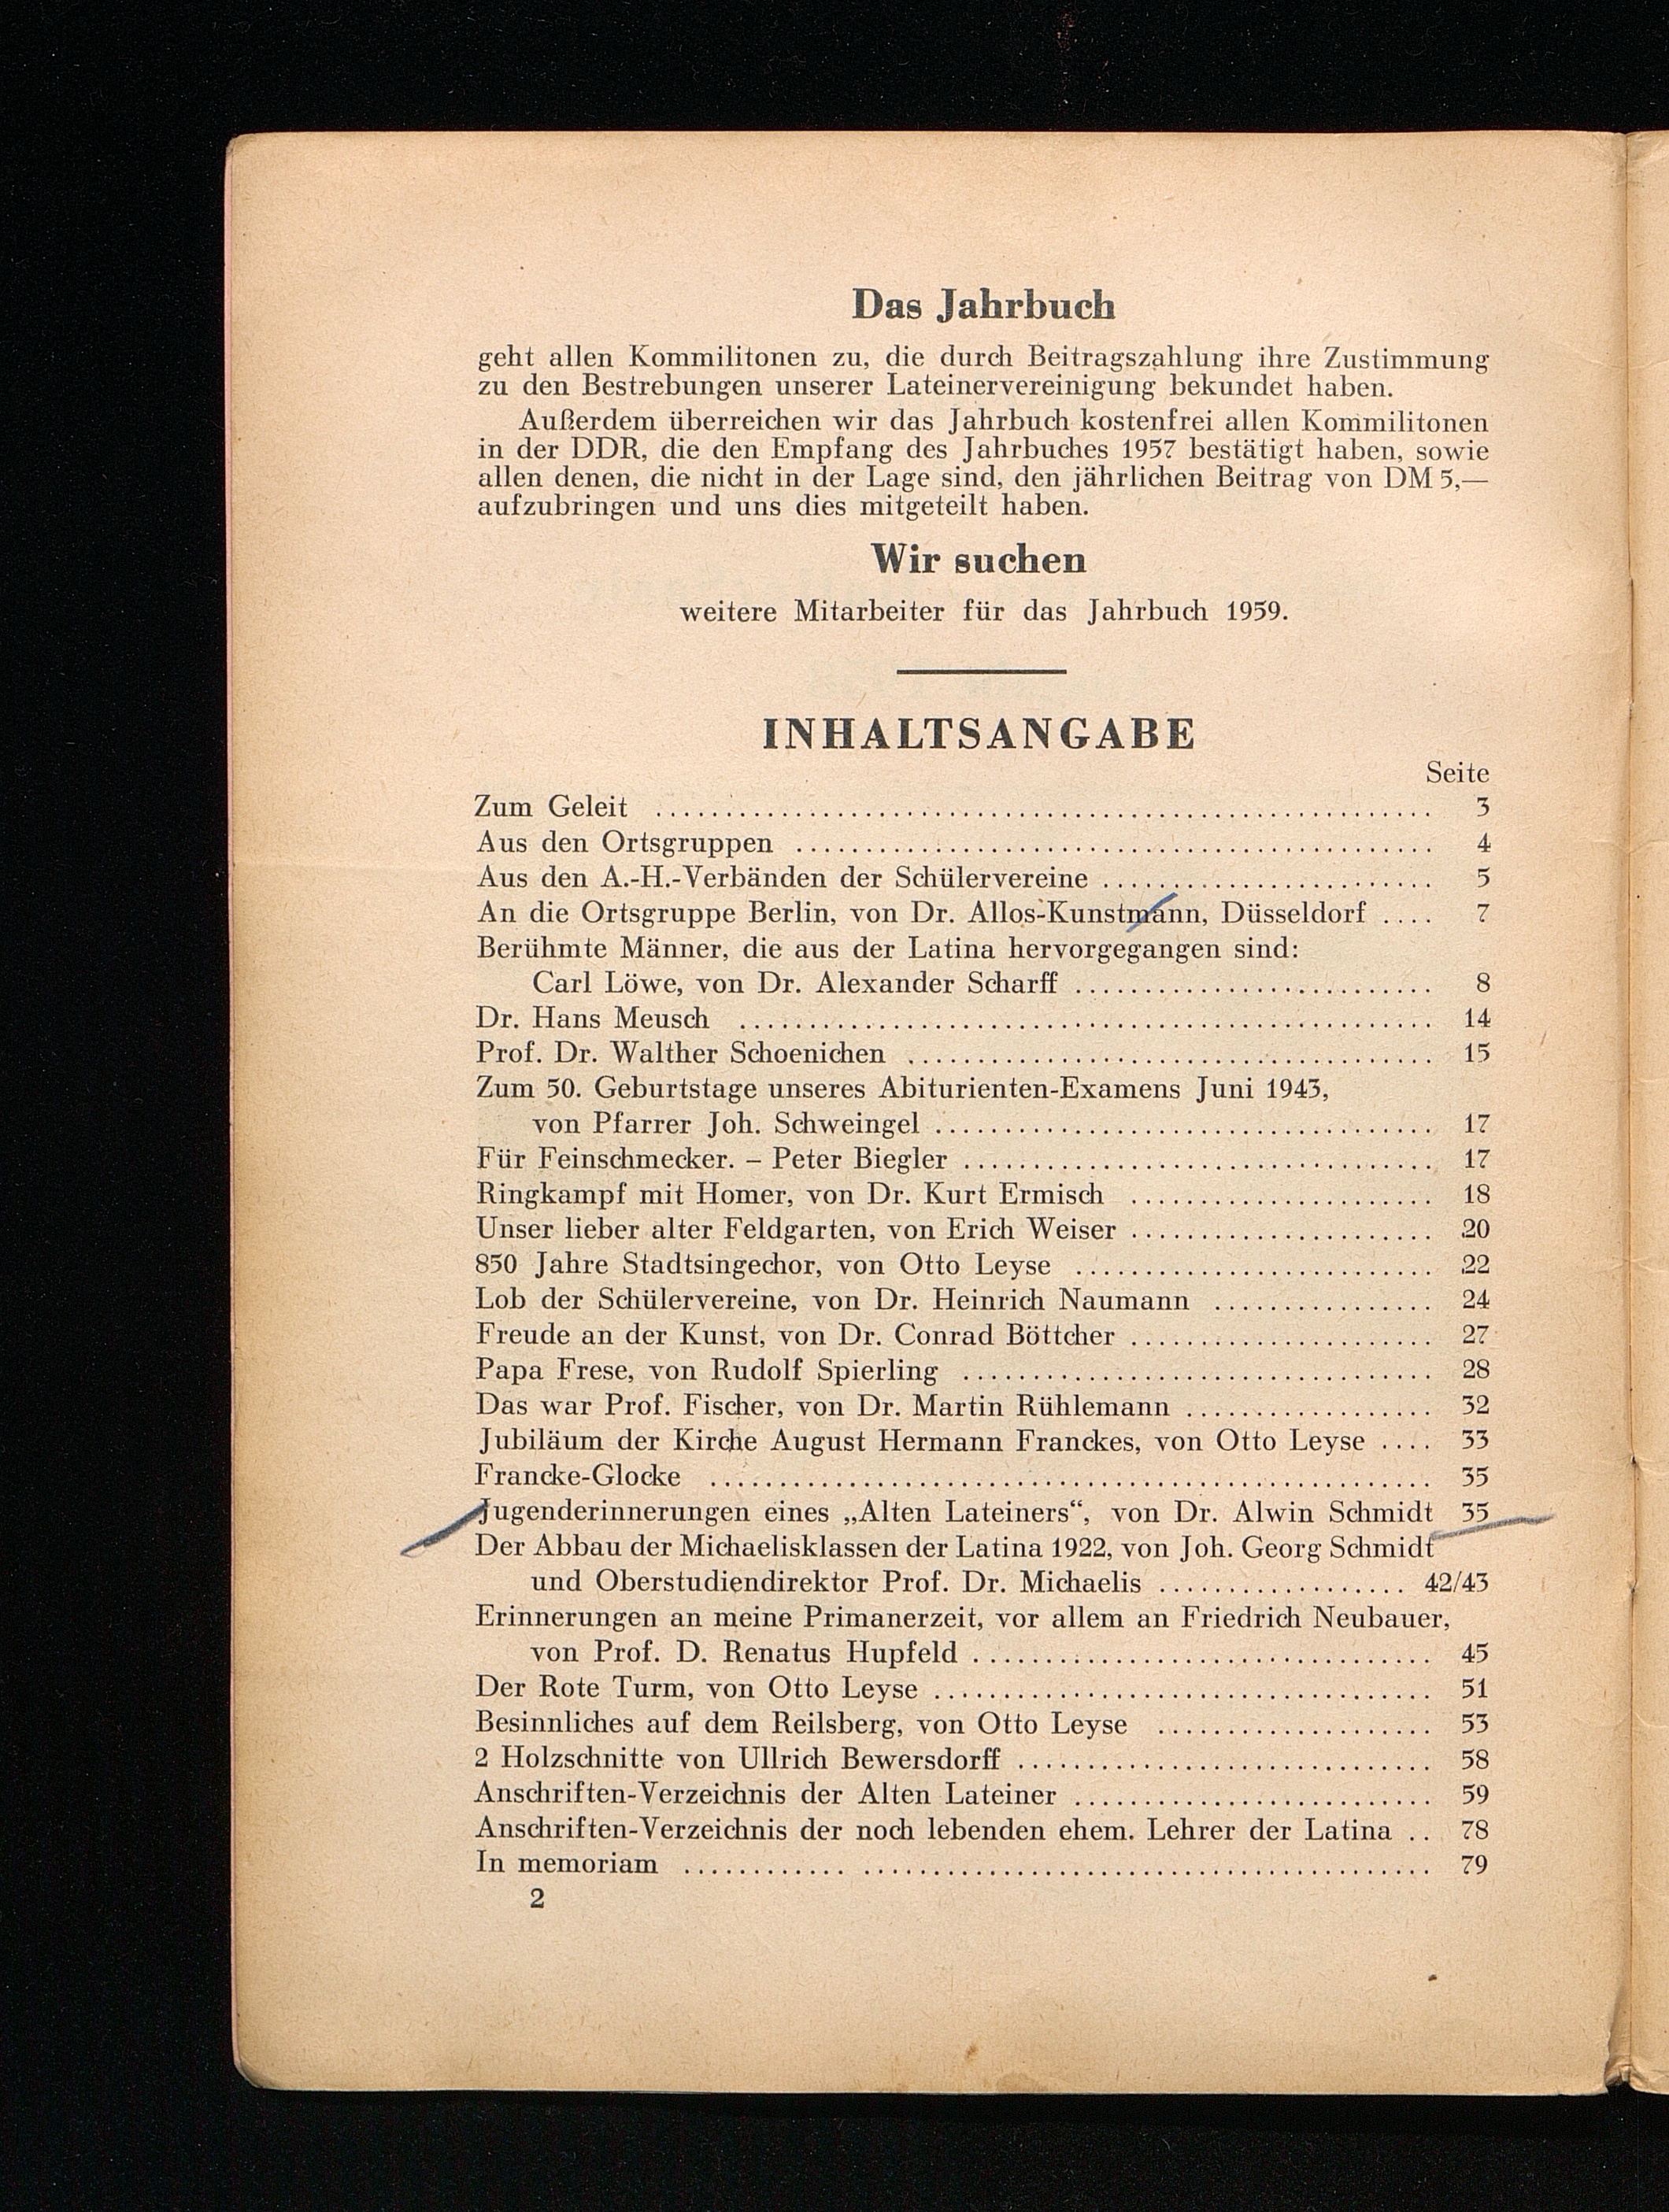 Das Jahrbuch
geht allen Kommilitonen zu, die durch Beitragszahlung ihre Zustimmung
zu den Bestrebungen unserer Lateinervereinigung bekundet haben.
Außerdem überreichen wir das Jahrbuch kostenfrei allen Kommilitonen
in der DDR, die den Empfang des Jahrbuches 1957 bestätigt haben, sowie
allen denen, die nicht in der Lage sind, den jährlichen Beitrag von DM 5,—
aufzubringen und uns dies mitgeteilt haben.
Wir suchen
weitere Mitarbeiter für das Jahrbuch 1959.
INHALTSANGABE
Seite
Zum Geleit ........................................................ 3
Aus den Ortsgruppen .............................................. 4
Aus den A.-H.-Verbänden der Schülervereine ........................ 5
An die Ortsgruppe Berlin, von Dr. Allos-Kunstmann, Düsseldorf .... 7
Berühmte Männer, die aus der Latina hervorgegangen sind:
Carl Löwe, von Dr. Alexander Scharff .......................... 8
Dr. Hans Meusch .................................................. 14
Prof. Dr. Walther Schoenichen ...................................... 15
Zum 50. Geburtstage unseres Abiturienten-Examens Juni 1943,
von Pfarrer Joh. Schweingel .................................... 17
Für Feinschmecker. – Peter Biegler .................................. 17
Ringkampf mit Homer, von Dr. Kurt Ermisch ...................... 18
Unser lieber alter Feldgarten, von Erich Weiser ...................... 20
850 Jahre Stadtsingechor, von Otto Leyse .......................... 22
Lob der Schülervereine, von Dr. Heinrich Naumann ................ 24
Freude an der Kunst, von Dr. Conrad Böttcher ...................... 27
Papa Frese, von Rudolf Spierling .................................. 28
Das war Prof. Fischer, von Dr. Martin Rühlemann .................. 32
Jubiläum der Kirche August Hermann Franckes, von Otto Leyse .... 33
Francke-Glocke .................................................... 35
Jugenderinnerungen eines „Alten Lateiners“, von Dr. Alwin Schmidt 35
Der Abbau der Michaelisklassen der Latina 1922, von Joh. Georg Schmidt
und Oberstudiendirektor Prof. Dr. Michaelis .................. 42/43
Erinnerungen an meine Primanerzeit, vor allem an Friedrich Neubauer,
von Prof. D. Renatus Hupfeld .................................. 45
Der Rote Turm, von Otto Leyse .................................... 51
Besinnliches auf dem Reilsberg, von Otto Leyse .................... 53
2 Holzschnitte von Ullrich Bewersdorff .............................. 58
Anschriften-Verzeichnis der Alten Lateiner .......................... 59
Anschriften-Verzeichnis der noch lebenden ehem. Lehrer der Latina .. 78
In memoriam ............ ........................................ 79
2